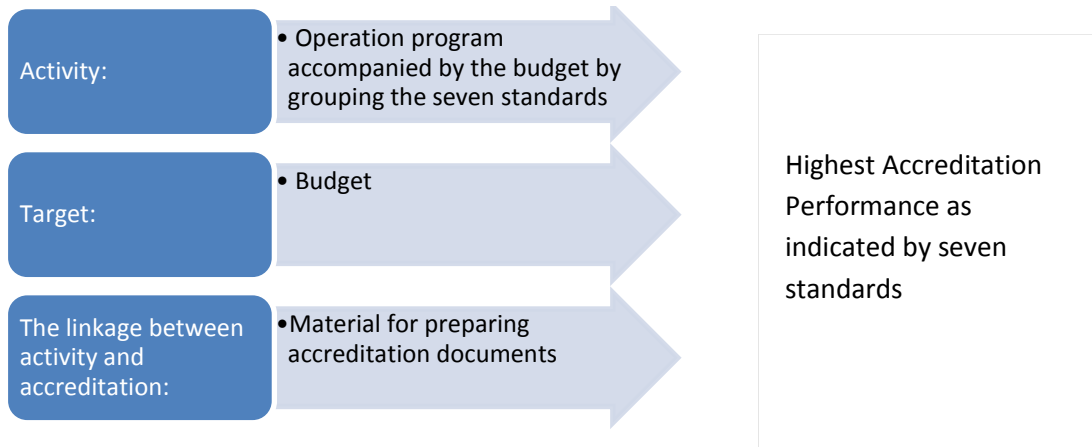 Activity:
• Operation program
accompanied by the budget by
grouping the seven standards
Target:
• Budget
The linkage between
activity and
accreditation:
•Material for preparing
accreditation documents
Highest Accreditation
Performance as
indicated by seven
standards